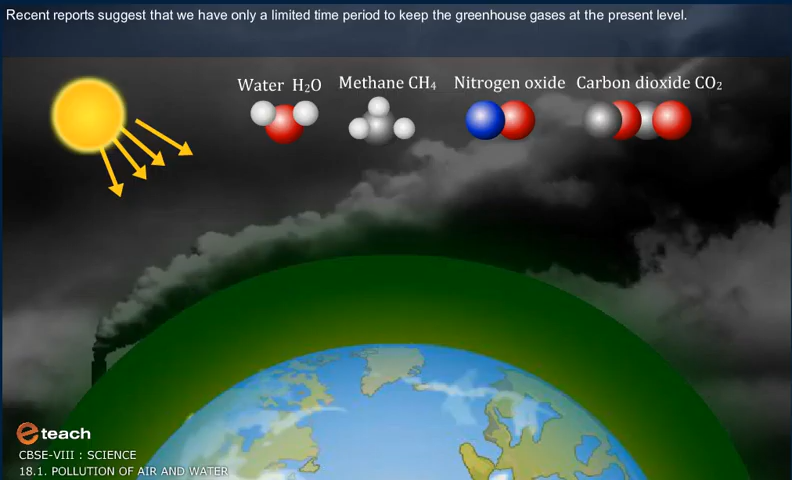 Recent reports suggest that we have only a limited time period to keep the greenhouse gases at the present level.
Water H₂O Methane CH₄ Nitrogen oxide Carbon dioxide CO₂
e teach
CBSE-VIII : SCIENCE
18.1. POLLUTION OF AIR AND WATER